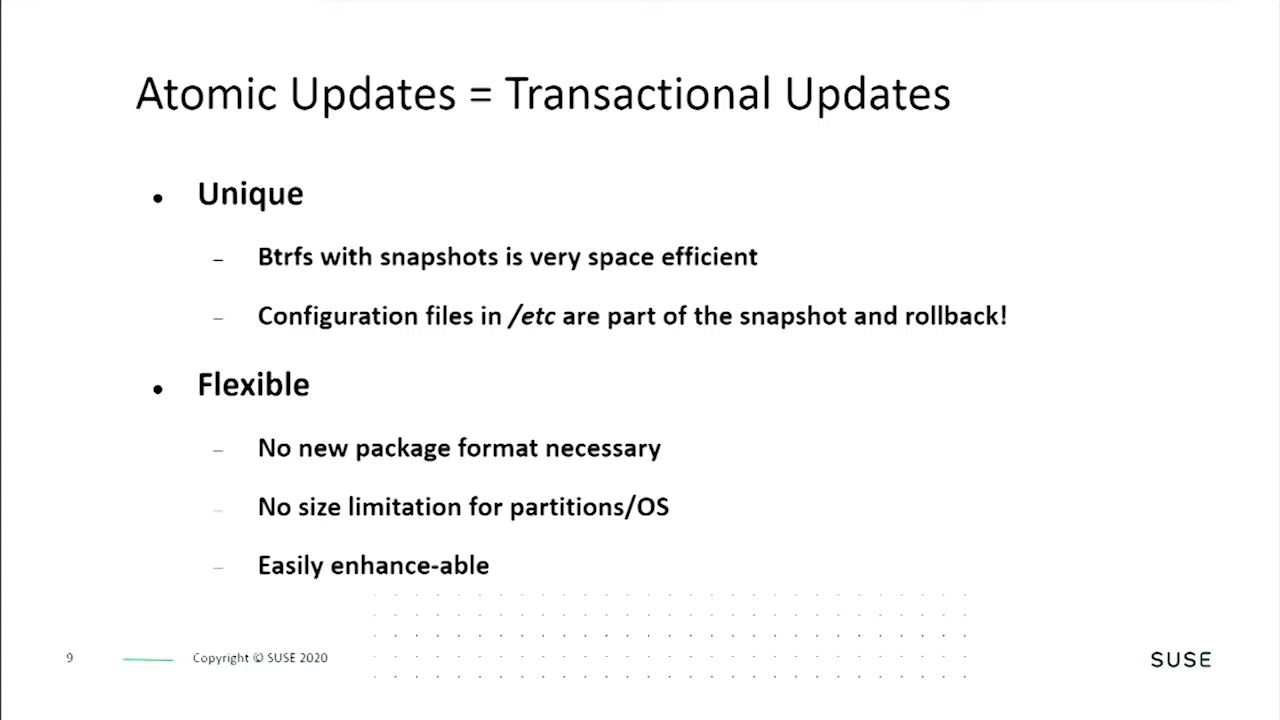 Atomic Updates = Transactional Updates
• Unique
– Btrfs with snapshots is very space efficient
– Configuration files in /etc are part of the snapshot and rollback!
• Flexible
– No new package format necessary
– No size limitation for partitions/OS
– Easily enhance-able
9 Copyright © SUSE 2020 SUSE